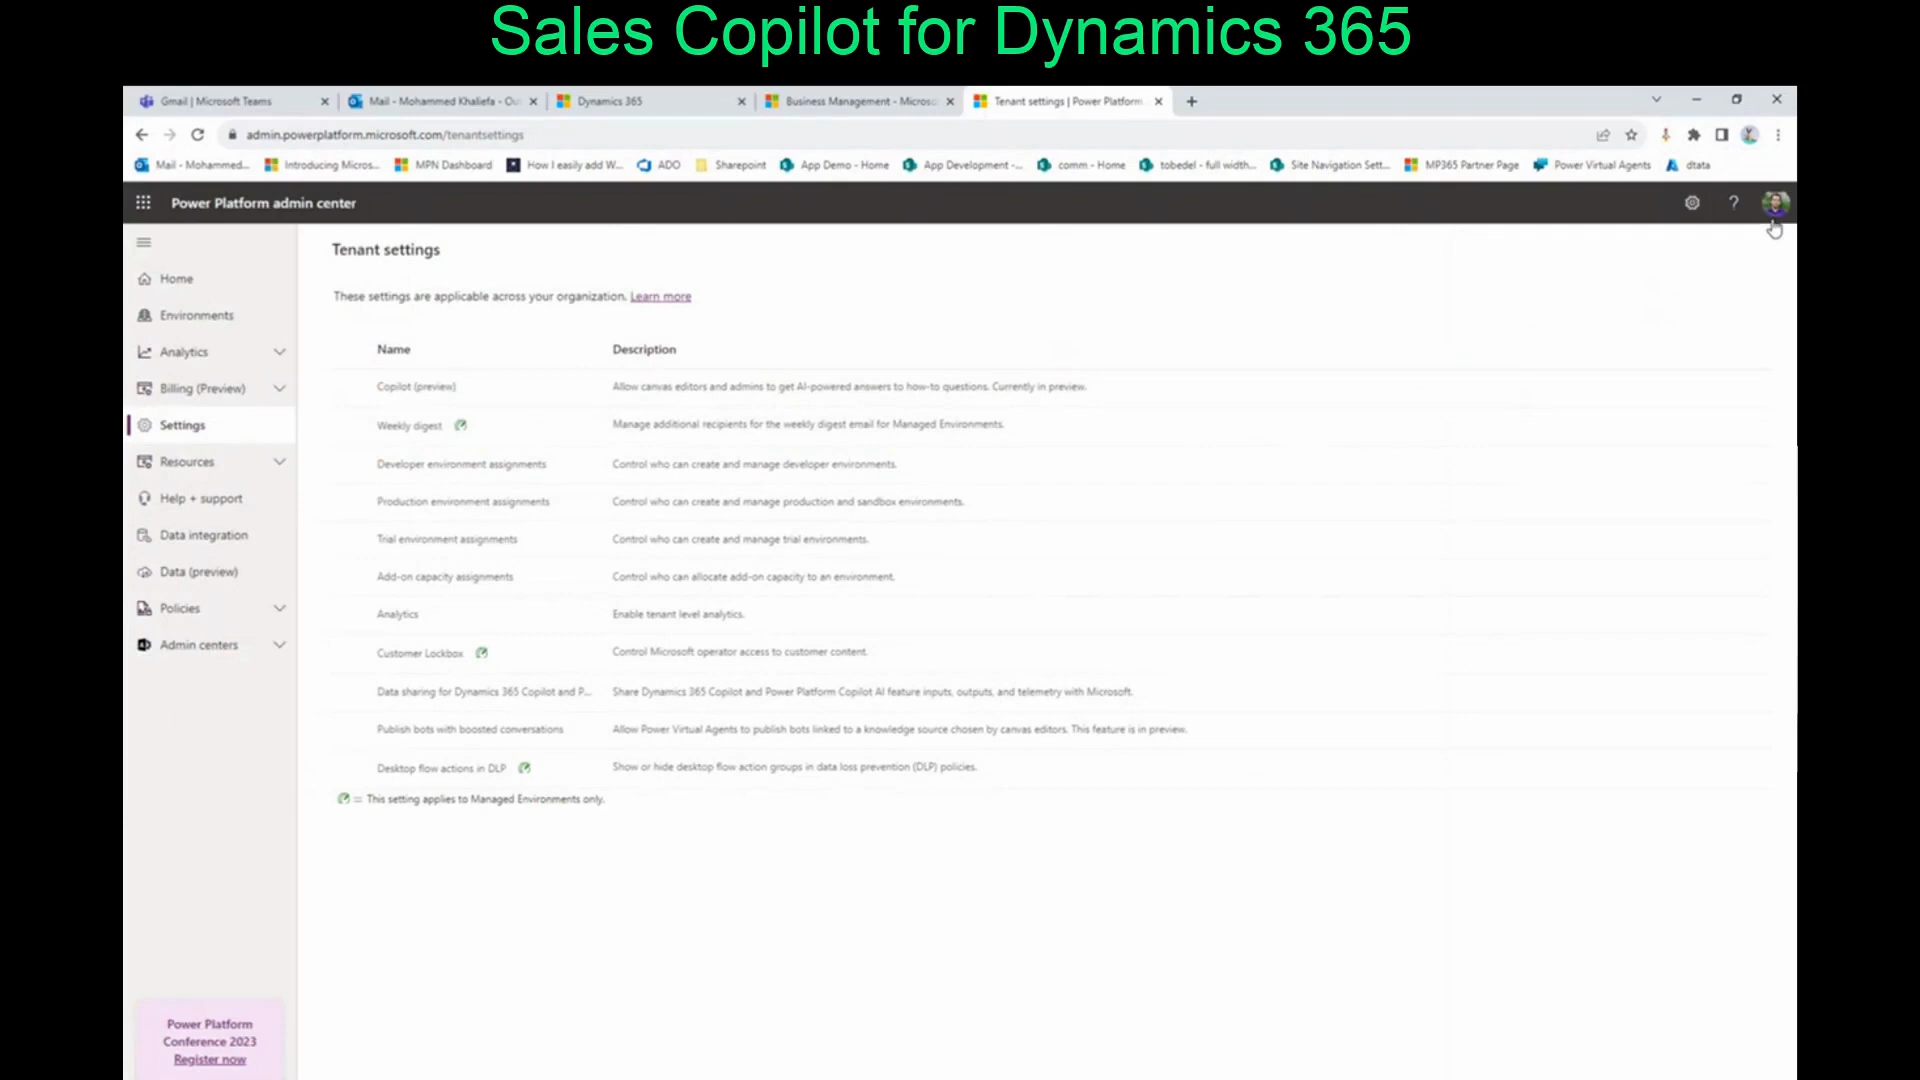 Sales Copilot for Dynamics 365
Gmail | Microsoft Teams
Mail - Mohammed Khaliefa - Ou
Dynamics 365
Business Management - Microso
Tenant settings | Power Platform
admin.powerplatform.microsoft.com/tenantsettings
Mail - Mohammed...
Introducing Micros...
MPN Dashboard
How I easily add W...
ADO
Sharepoint
App Demo - Home
App Development -...
comm - Home
tobedel - full width...
Site Navigation Sett...
MP365 Partner Page
Power Virtual Agents
dtata
Power Platform admin center
?
Home
Environments
Analytics
Billing (Preview)
Settings
Resources
Help + support
Data integration
Data (preview)
Policies
Admin centers
Power Platform
Conference 2023
Register now
Tenant settings
These settings are applicable across your organization. Learn more
Name Description
Copilot (preview) Allow canvas editors and admins to get AI-powered answers to how-to questions. Currently in preview.
Weekly digest Manage additional recipients for the weekly digest email for Managed Environments.
Developer environment assignments Control who can create and manage developer environments.
Production environment assignments Control who can create and manage production and sandbox environments.
Trial environment assignments Control who can create and manage trial environments.
Add-on capacity assignments Control who can allocate add-on capacity to an environment.
Analytics Enable tenant level analytics.
Customer Lockbox Control Microsoft operator access to customer content.
Data sharing for Dynamics 365 Copilot and P... Share Dynamics 365 Copilot and Power Platform Copilot AI feature inputs, outputs, and telemetry with Microsoft.
Publish bots with boosted conversations Allow Power Virtual Agents to publish bots linked to a knowledge source chosen by canvas editors. This feature is in preview.
Desktop flow actions in DLP Show or hide desktop flow action groups in data loss prevention (DLP) policies.
= This setting applies to Managed Environments only.